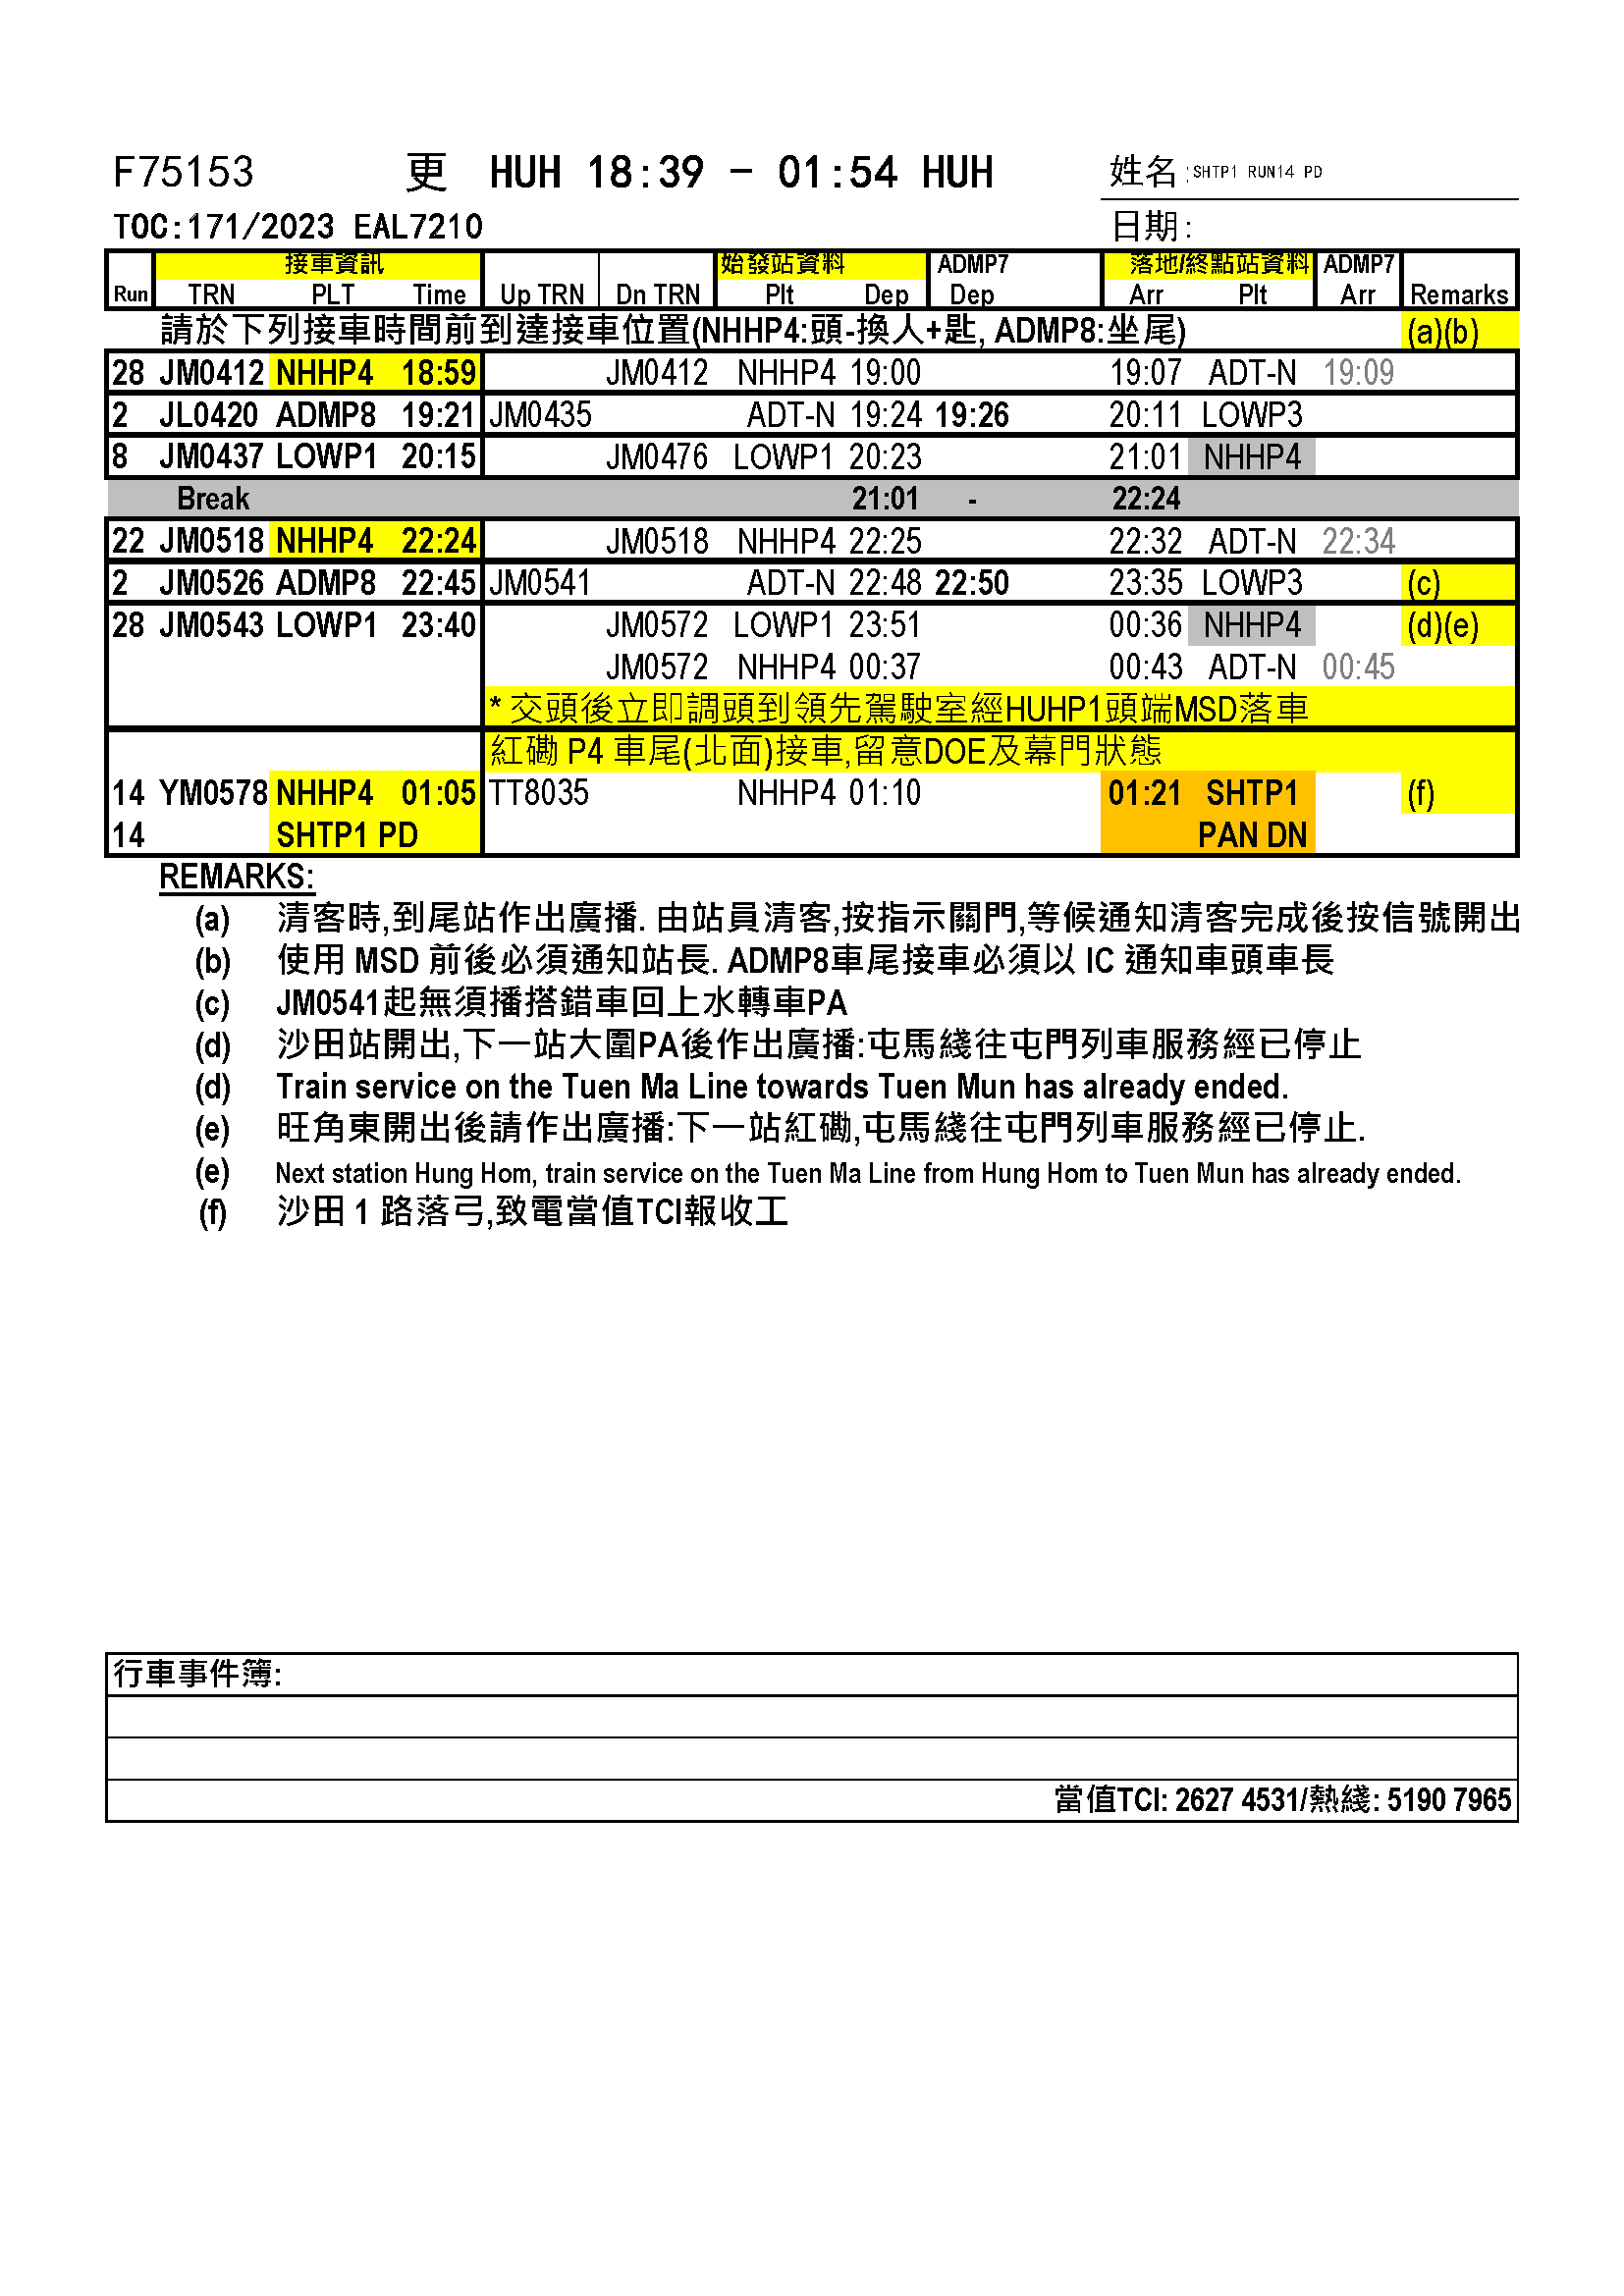 F75153 更 HUH 18:39 - 01:54 HUH 姓名:SHTP1 RUN14 PD
TOC:171/2023 EAL7210 日期:
接車資訊 始發站資料 ADMP7 落地/終點站資料 ADMP7
Run TRN PLT Time Up TRN Dn TRN Plt Dep Dep Arr Plt Arr Remarks
請於下列接車時間前到達接車位置(NHHP4:頭-換人+匙, ADMP8:坐尾) (a)(b)
28 JM0412 NHHP4 18:59 JM0412 NHHP4 19:00 19:07 ADT-N 19:09
2 JL0420 ADMP8 19:21 JM0435 ADT-N 19:24 19:26 20:11 LOWP3
8 JM0437 LOWP1 20:15 JM0476 LOWP1 20:23 21:01 NHHP4
Break 21:01 - 22:24
22 JM0518 NHHP4 22:24 JM0518 NHHP4 22:25 22:32 ADT-N 22:34
2 JM0526 ADMP8 22:45 JM0541 ADT-N 22:48 22:50 23:35 LOWP3 (c)
28 JM0543 LOWP1 23:40 JM0572 LOWP1 23:51 00:36 NHHP4 (d)(e)
JM0572 NHHP4 00:37 00:43 ADT-N 00:45
* 交頭後立即調頭到領先駕駛室經HUHP1頭端MSD落車
紅磡 P4 車尾(北面)接車,留意DOE及幕門狀態
14 YM0578 NHHP4 01:05 TT8035 NHHP4 01:10 01:21 SHTP1 (f)
14 SHTP1 PD PAN DN
REMARKS:
(a) 清客時,到尾站作出廣播. 由站員清客,按指示關門,等候通知清客完成後按信號開出
(b) 使用 MSD 前後必須通知站長. ADMP8車尾接車必須以 IC 通知車頭車長
(c) JM0541起無須播搭錯車回上水轉車PA
(d) 沙田站開出,下一站大圍PA後作出廣播:屯馬綫往屯門列車服務經已停止
(d) Train service on the Tuen Ma Line towards Tuen Mun has already ended.
(e) 旺角東開出後請作出廣播:下一站紅磡,屯馬綫往屯門列車服務經已停止.
(e) Next station Hung Hom, train service on the Tuen Ma Line from Hung Hom to Tuen Mun has already ended.
(f) 沙田 1 路落弓,致電當值TCI報收工
行車事件簿:
當值TCI: 2627 4531/熱綫: 5190 7965